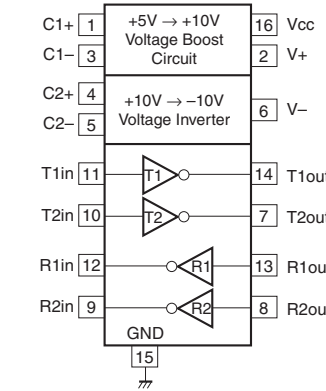 C1+ 1 +5V → +10V 16 Vcc
C1– 3 Voltage Boost 2 V+
Circuit
C2+ 4 +10V → –10V
C2– 5 Voltage Inverter 6 V–
T1in 11 T1 14 T1out
T2in 10 T2 7 T2out
R1in 12 R1 13 R1ou
R2in 9 R2 8 R2ou
GND
15